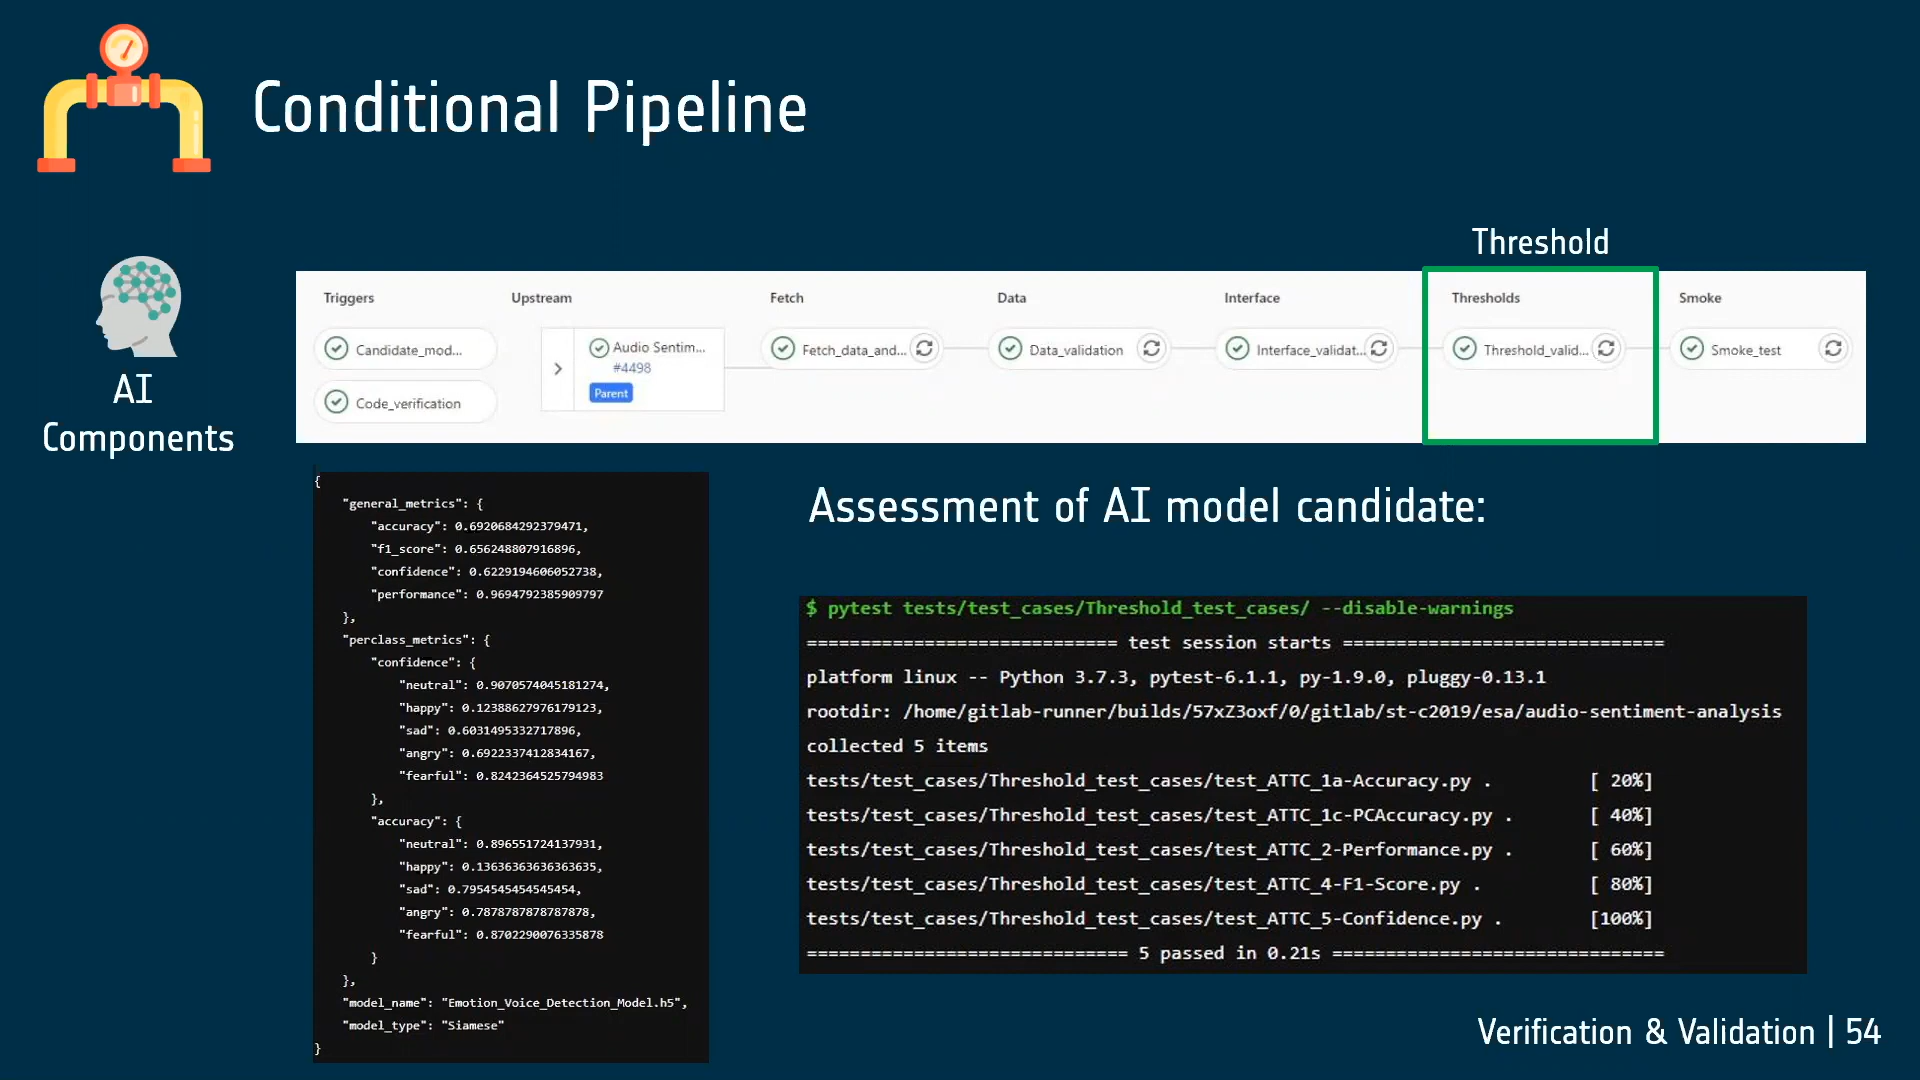 Conditional Pipeline
AI
Components
Threshold
Triggers
Upstream
Fetch
Data
Interface
Thresholds
Smoke
Candidate_mod...
Code_verification
Audio Sentim...
#4498
Parent
Fetch_data_and...
Data_validation
Interface_validat...
Threshold_valid...
Smoke_test
{
"general_metrics": {
"accuracy": 0.6920684292379471,
"f1_score": 0.656248807916896,
"confidence": 0.6229194606052738,
"performance": 0.9694792385909797
},
"perclass_metrics": {
"confidence": {
"neutral": 0.9070574045181274,
"happy": 0.12388627976179123,
"sad": 0.6031495332717896,
"angry": 0.6922337412834167,
"fearful": 0.8242364525794983
},
"accuracy": {
"neutral": 0.896551724137931,
"happy": 0.13636363636363635,
"sad": 0.7954545454545454,
"angry": 0.7878787878787878,
"fearful": 0.8702290076335878
}
},
"model_name": "Emotion_Voice_Detection_Model.h5",
"model_type": "Siamese"
}
Assessment of AI model candidate:
$ pytest tests/test_cases/Threshold_test_cases/ --disable-warnings
============================= test session starts ==============================
platform linux -- Python 3.7.3, pytest-6.1.1, py-1.9.0, pluggy-0.13.1
rootdir: /home/gitlab-runner/builds/57xZ3oxf/0/gitlab/st-c2019/esa/audio-sentiment-analysis
collected 5 items
tests/test_cases/Threshold_test_cases/test_ATTC_1a-Accuracy.py . [ 20%]
tests/test_cases/Threshold_test_cases/test_ATTC_1c-PCAccuracy.py . [ 40%]
tests/test_cases/Threshold_test_cases/test_ATTC_2-Performance.py . [ 60%]
tests/test_cases/Threshold_test_cases/test_ATTC_4-F1-Score.py . [ 80%]
tests/test_cases/Threshold_test_cases/test_ATTC_5-Confidence.py . [100%]
============================== 5 passed in 0.21s ===============================
Verification & Validation | 54